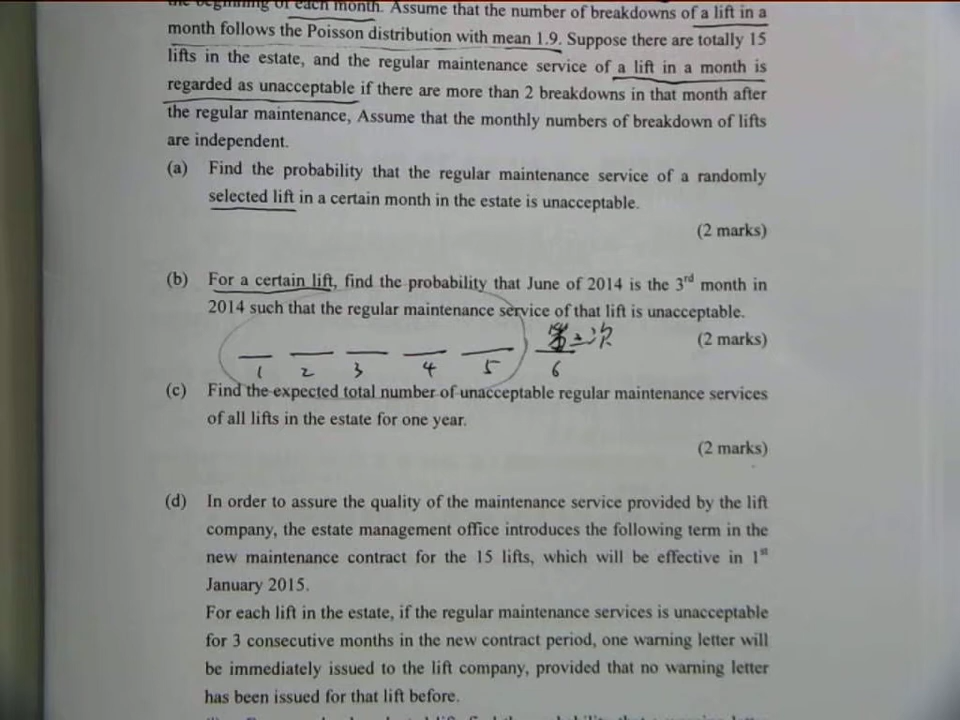 the beginning of each month. Assume that the number of breakdowns of a lift in a
month follows the Poisson distribution with mean 1.9. Suppose there are totally 15
lifts in the estate, and the regular maintenance service of a lift in a month is
regarded as unacceptable if there are more than 2 breakdowns in that month after
the regular maintenance, Assume that the monthly numbers of breakdown of lifts
are independent.
(a) Find the probability that the regular maintenance service of a randomly
selected lift in a certain month in the estate is unacceptable.
(2 marks)
(b) For a certain lift, find the probability that June of 2014 is the 3rd month in
2014 such that the regular maintenance service of that lift is unacceptable.
(2 marks)
第三次
1 2 3 4 5 6
(c) Find the expected total number of unacceptable regular maintenance services
of all lifts in the estate for one year.
(2 marks)
(d) In order to assure the quality of the maintenance service provided by the lift
company, the estate management office introduces the following term in the
new maintenance contract for the 15 lifts, which will be effective in 1st
January 2015.
For each lift in the estate, if the regular maintenance services is unacceptable
for 3 consecutive months in the new contract period, one warning letter will
be immediately issued to the lift company, provided that no warning letter
has been issued for that lift before.